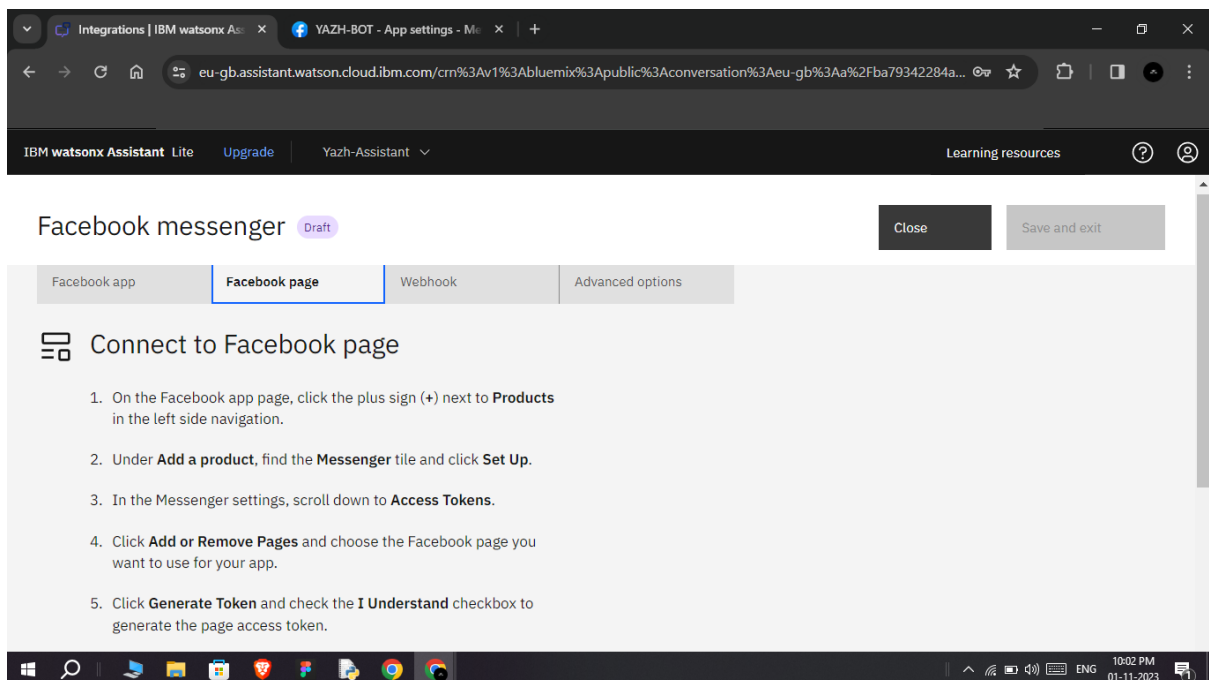 Integrations | IBM watsonx Ass
YAZH-BOT - App settings - Me
eu-gb.assistant.watson.cloud.ibm.com/crn%3Av1%3Abluemix%3Apublic%3Aconversation%3Aeu-gb%3Aa%2Fba79342284a...
IBM watsonx Assistant Lite Upgrade Yazh-Assistant Learning resources
Facebook messenger Draft Close Save and exit
Facebook app Facebook page Webhook Advanced options
Connect to Facebook page
1. On the Facebook app page, click the plus sign (+) next to Products
in the left side navigation.
2. Under Add a product, find the Messenger tile and click Set Up.
3. In the Messenger settings, scroll down to Access Tokens.
4. Click Add or Remove Pages and choose the Facebook page you
want to use for your app.
5. Click Generate Token and check the I Understand checkbox to
generate the page access token.
ENG 10:02 PM
01-11-2023